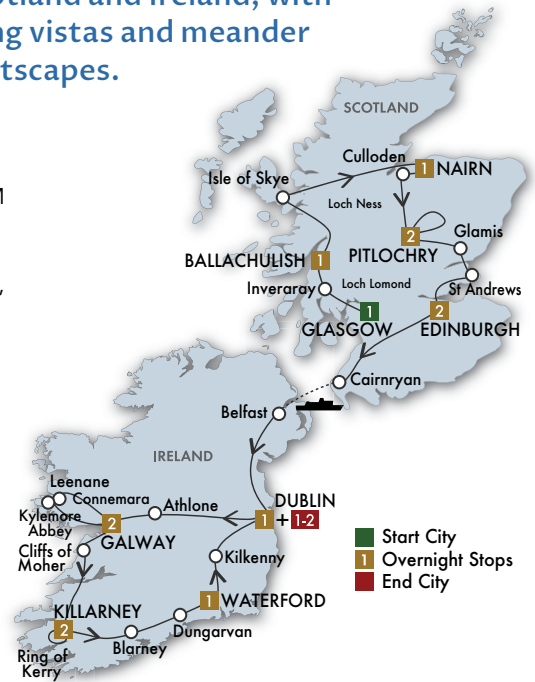 otland and Ireland, with
ng vistas and meander
tscapes.
M
,
SCOTLAND
Culloden
1 NAIRN
Isle of Skye
Loch Ness
2
PITLOCHRY
Glamis
BALLACHULISH 1
Inveraray
Loch Lomond
St Andrews
1
GLASGOW
2
EDINBURGH
Cairnryan
Belfast
IRELAND
Leenane
Connemara
Athlone
Kylemore
Abbey
2
GALWAY
DUBLIN
1 + 1-2
Cliffs of
Moher
Kilkenny
KILLARNEY
2
1 WATERFORD
Dungarvan
Blarney
Ring of
Kerry
Start City
1 Overnight Stops
End City